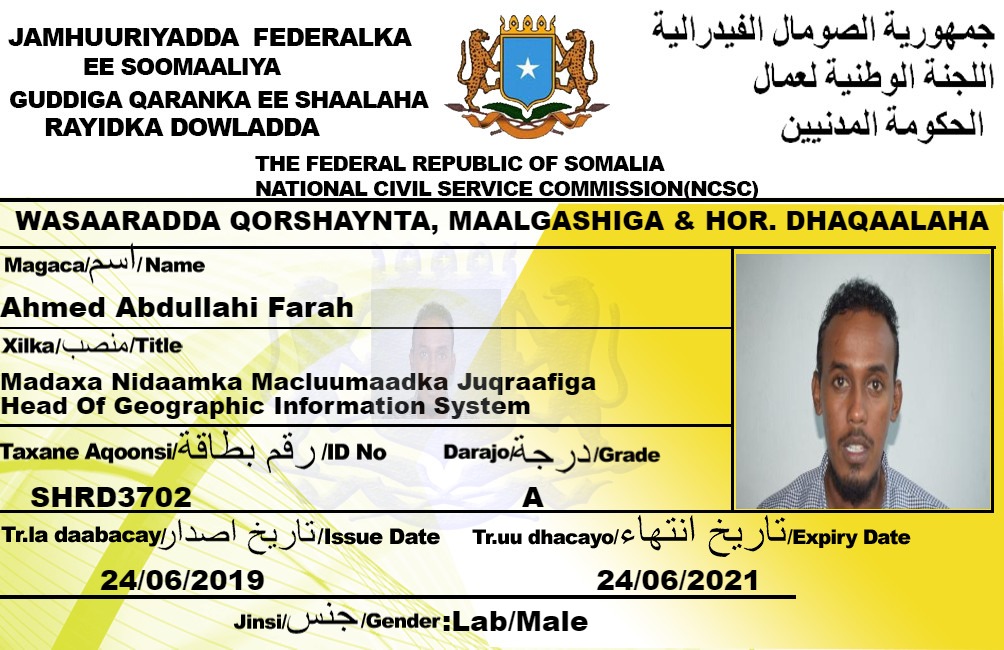 JAMHUURIYADDA FEDERALKA
EE SOOMAALIYA
GUDDIGA QARANKA EE SHAALAHA
RAYIDKA DOWLADDA
جمهورية الصومال الفيدرالية
اللجنة الوطنية لعمال
الحكومة المدنيين
THE FEDERAL REPUBLIC OF SOMALIA
NATIONAL CIVIL SERVICE COMMISSION(NCSC)
WASAARADDA QORSHAYNTA, MAALGASHIGA & HOR. DHAQAALAHA
Magaca/اسم/Name
Ahmed Abdullahi Farah
Xilka/منصب/Title
Madaxa Nidaamka Macluumaadka Juqraafiga
Head Of Geographic Information System
Taxane Aqoonsi/رقم بطاقة/ID No
Darajo/درجة/Grade
SHRD3702
A
Tr.la daabacay/تاريخ اصدار/Issue Date
Tr.uu dhacayo/تاريخ انتهاء/Expiry Date
24/06/2019
24/06/2021
Jinsi/جنس/Gender:Lab/Male